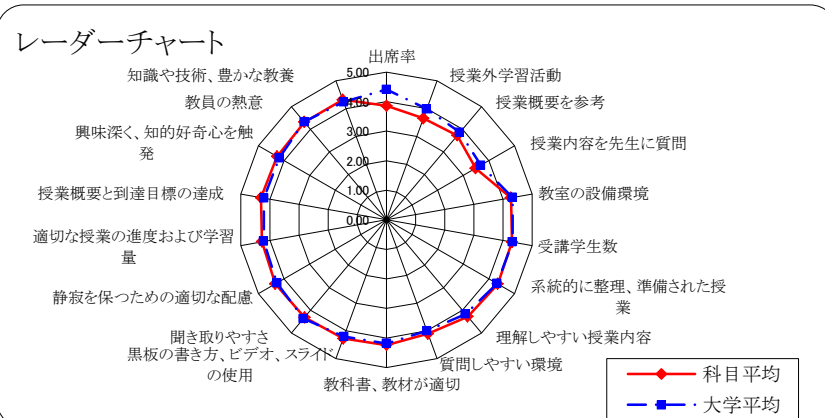 レーダーチャート
出席率
授業外学習活動
授業概要を参考
授業内容を先生に質問
教室の設備環境
受講学生数
系統的に整理、準備された授
業
理解しやすい授業内容
質問しやすい環境
教科書、教材が適切
黒板の書き方、ビデオ、スライド
の使用
聞き取りやすさ
静寂を保つための適切な配慮
適切な授業の進度および学習
量
授業概要と到達目標の達成
興味深く、知的好奇心を触
発
教員の熱意
知識や技術、豊かな教養
5.00
4.00
3.00
2.00
1.00
0.00
科目平均
大学平均